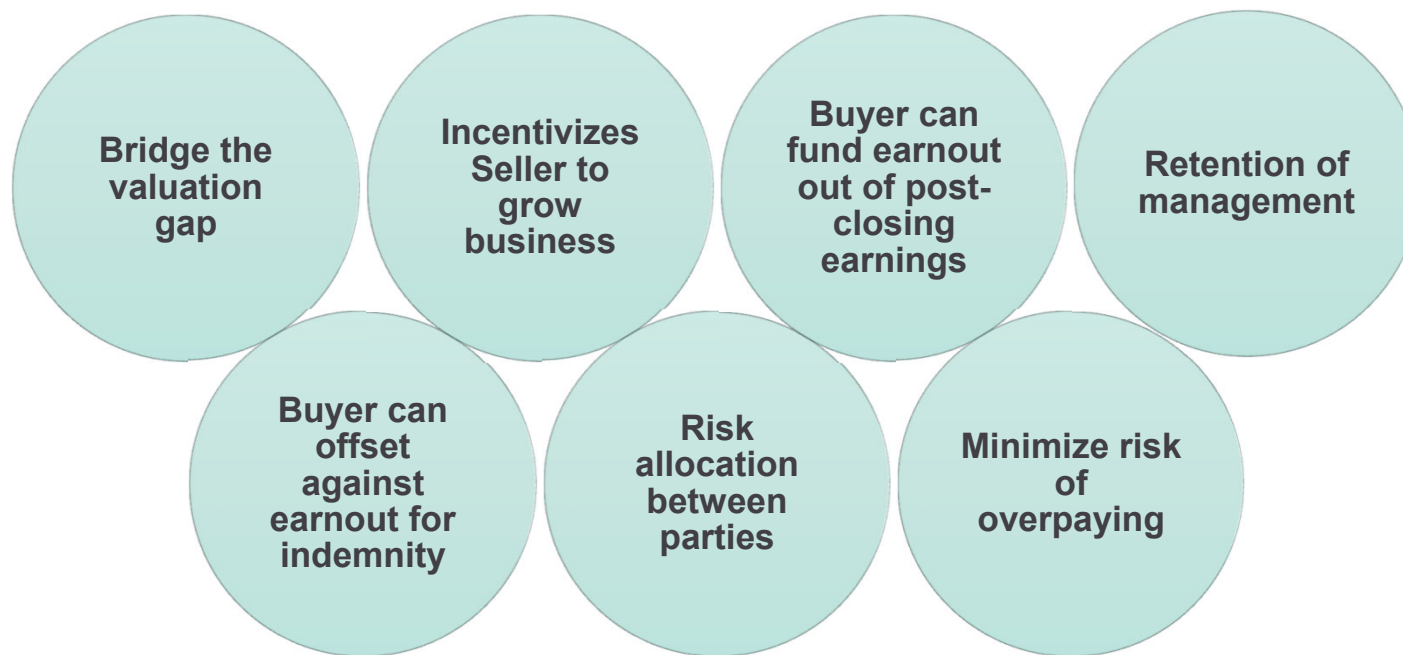 Bridge the
valuation
gap
Incentivizes
Seller to
grow
business
Buyer can
fund earnout
out of post-
closing
earnings
Retention of
management
Buyer can
offset
against
earnout for
indemnity
Risk
allocation
between
parties
Minimize risk
of
overpaying